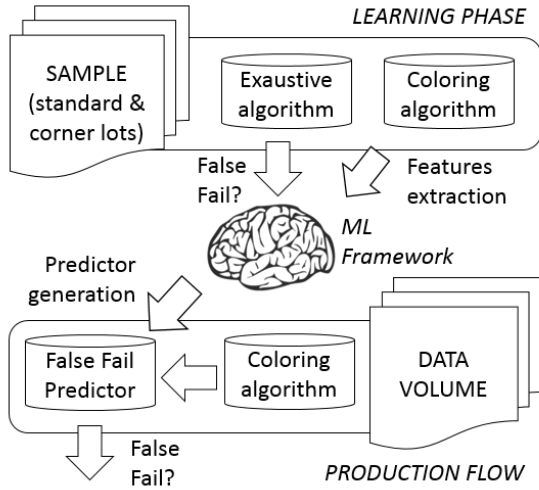 LEARNING PHASE
SAMPLE
(standard &
corner lots)
Exaustive
algorithm
Coloring
algorithm
False
Fail?
Features
extraction
ML
Framework
Predictor
generation
False Fail
Predictor
Coloring
algorithm
DATA
VOLUME
False
Fail?
PRODUCTION FLOW